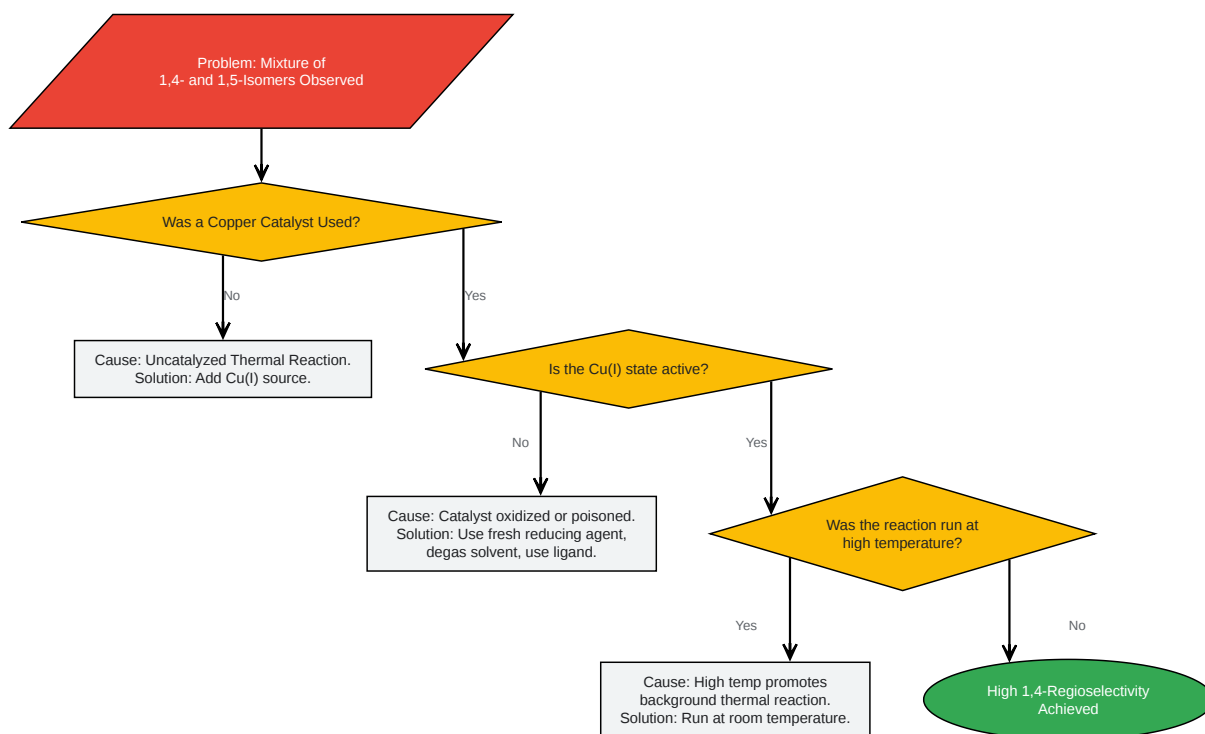 Problem: Mixture of
1,4- and 1,5-Isomers Observed
Was a Copper Catalyst Used?
No
Yes
Cause: Uncatalyzed Thermal Reaction.
Solution: Add Cu(I) source.
Is the Cu(I) state active?
No
Yes
Cause: Catalyst oxidized or poisoned.
Solution: Use fresh reducing agent,
degas solvent, use ligand.
Was the reaction run at
high temperature?
Yes
No
Cause: High temp promotes
background thermal reaction.
Solution: Run at room temperature.
High 1,4-Regioselectivity
Achieved